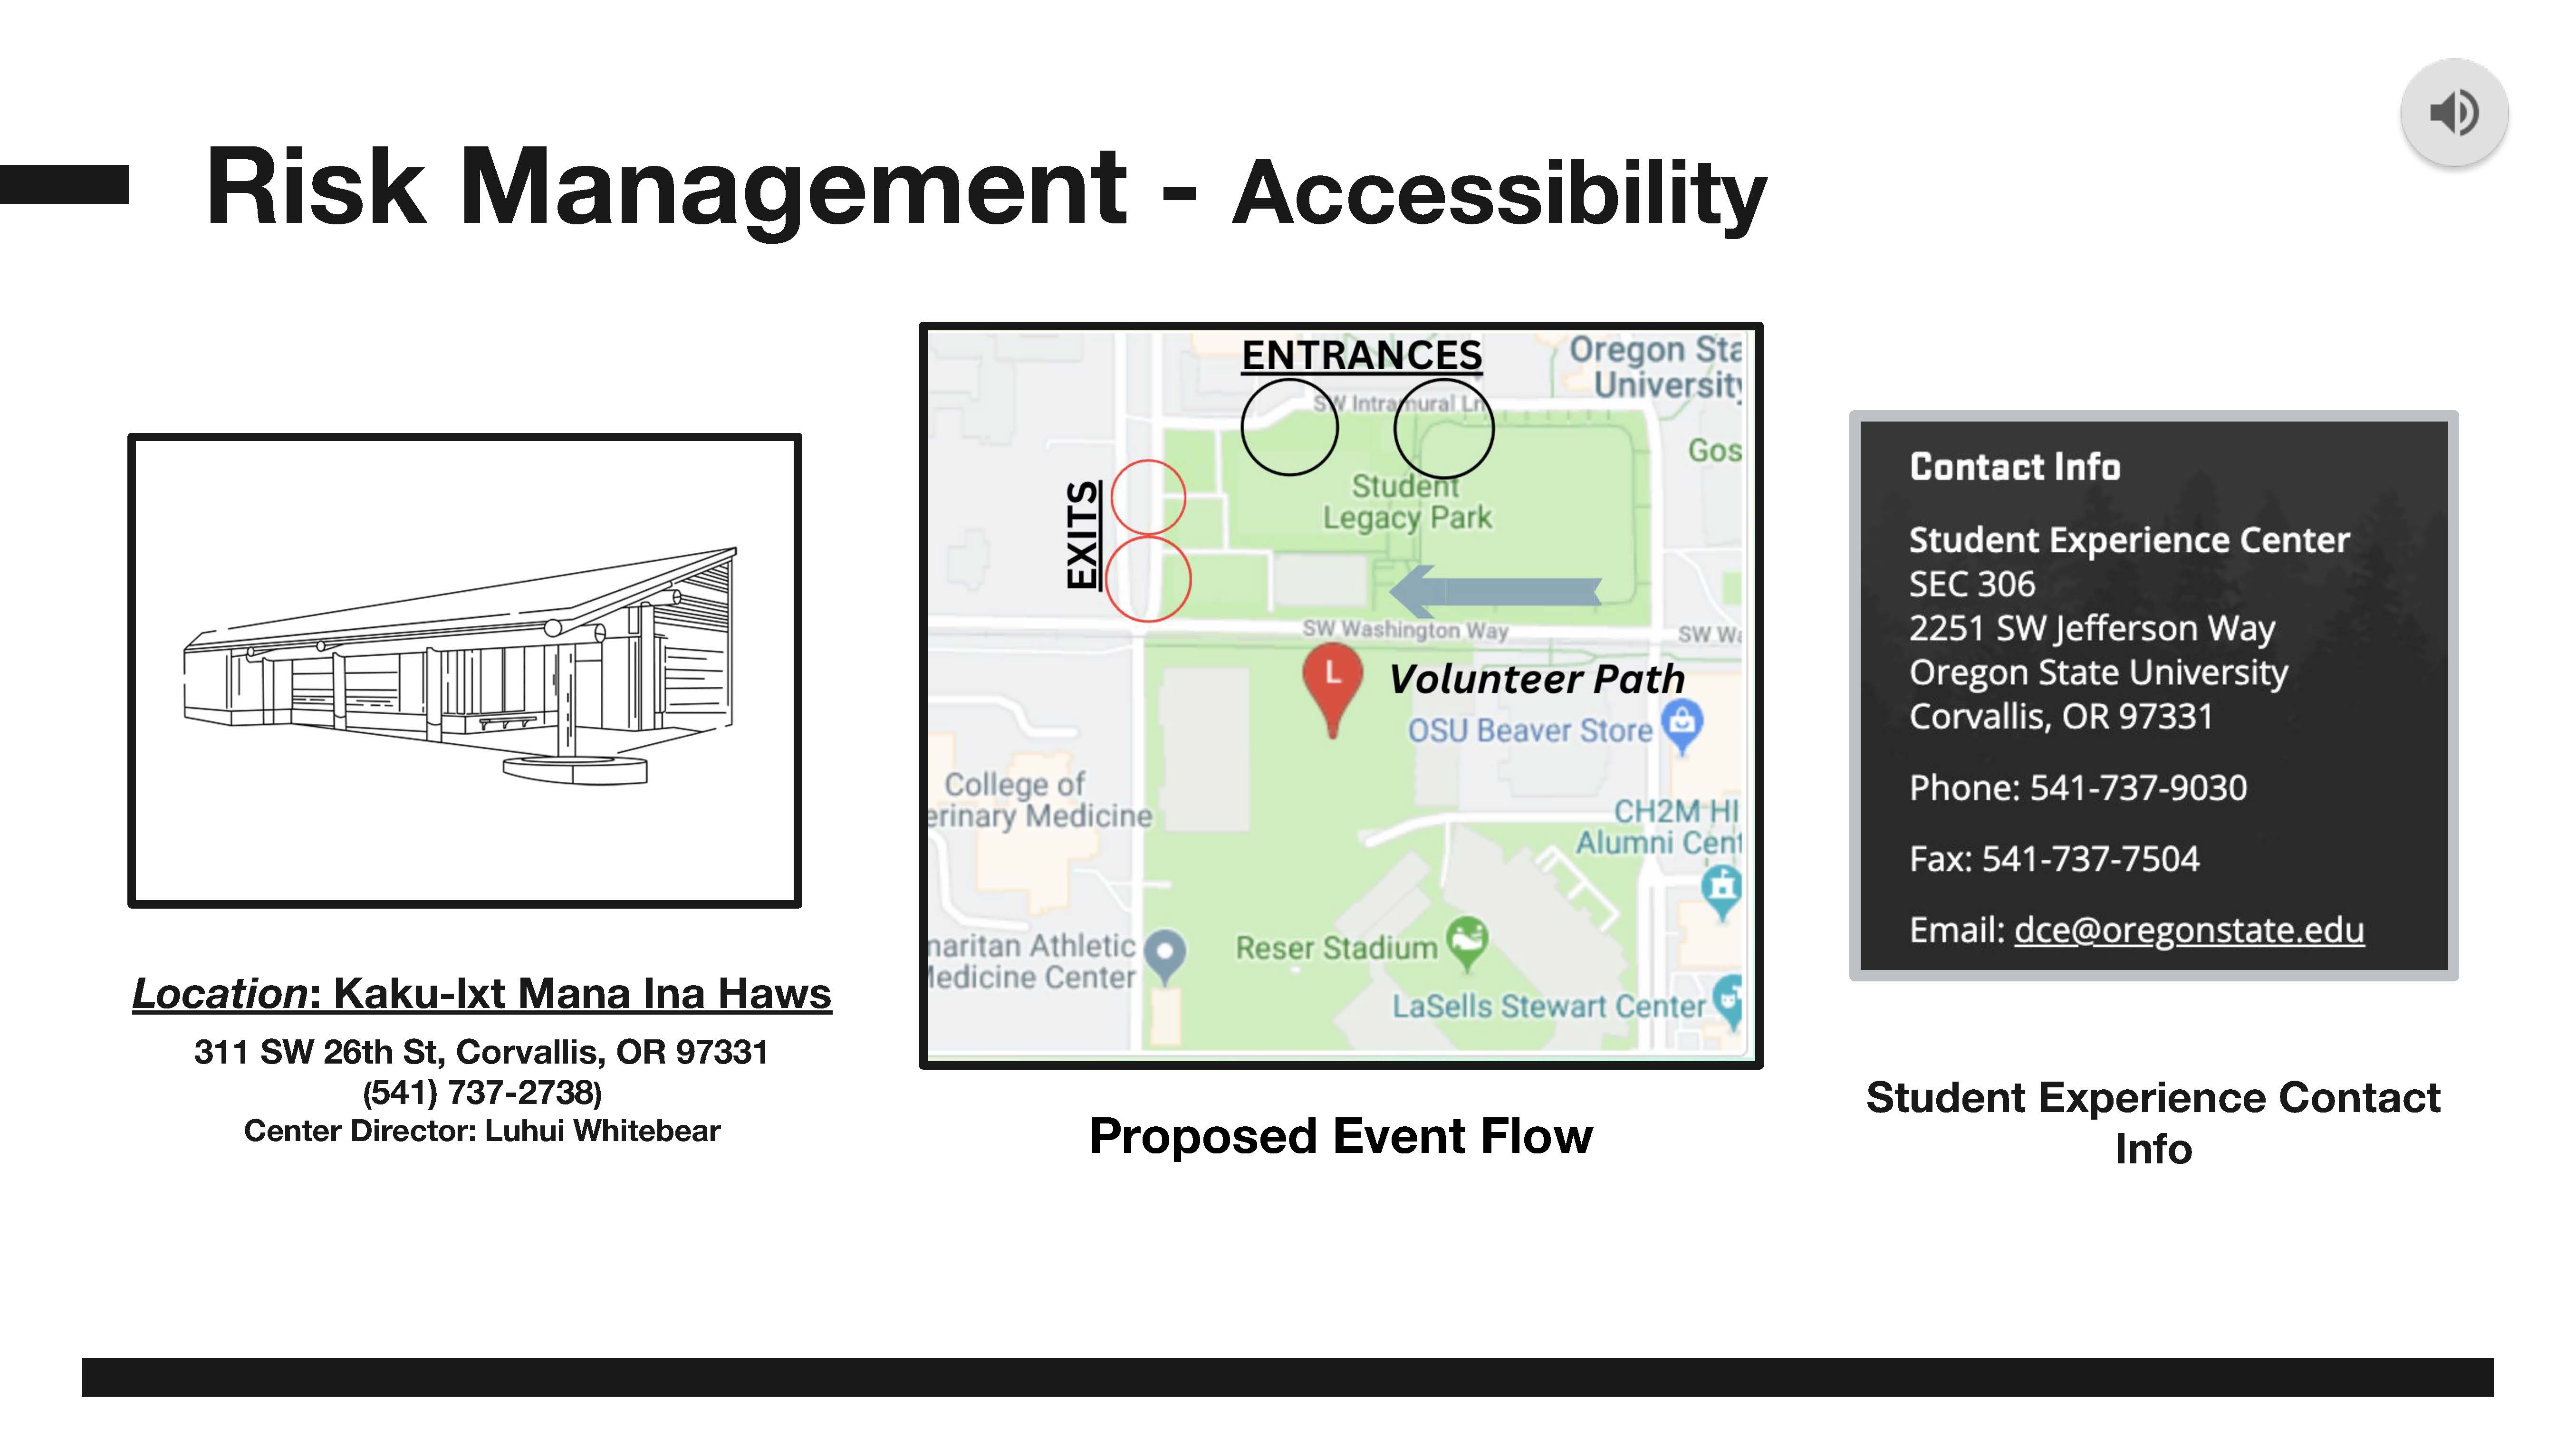 Risk Management - Accessibility
ENTRANCES
Oregon Sta
University
SW Intramural Ln
Gos
EXITS
Student
Legacy Park
SW Washington Way
SW Wa
L
Volunteer Path
OSU Beaver Store
College of
erinary Medicine
CH2M HI
Alumni Cent
naritan Athletic
Medicine Center
Reser Stadium
LaSells Stewart Center
Contact Info
Student Experience Center
SEC 306
2251 SW Jefferson Way
Oregon State University
Corvallis, OR 97331
Phone: 541-737-9030
Fax: 541-737-7504
Email: dce@oregonstate.edu
Location: Kaku-Ixt Mana Ina Haws
311 SW 26th St, Corvallis, OR 97331
(541) 737-2738)
Center Director: Luhui Whitebear
Proposed Event Flow
Student Experience Contact
Info